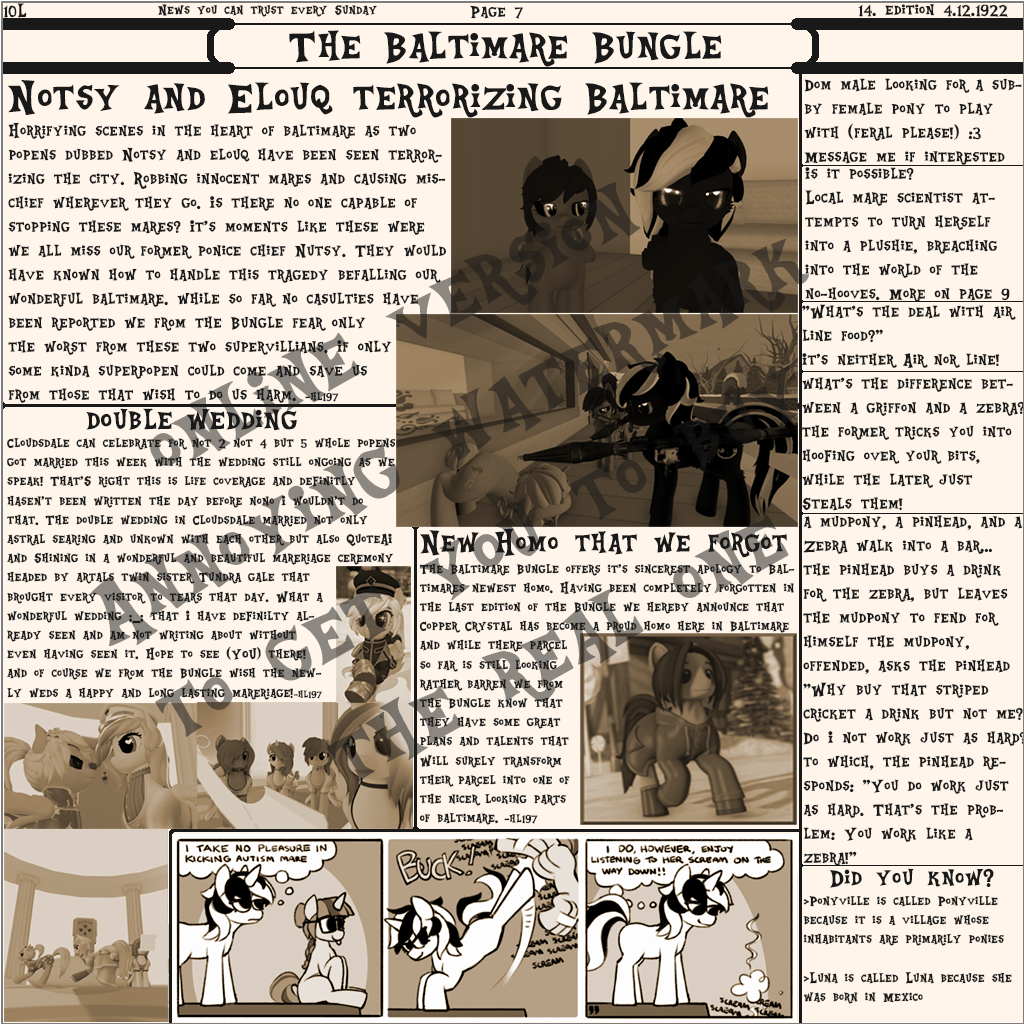 10L
News you can trust every Sunday
Page 7
14. Edition 4.12.1922
The Baltimare Bungle
Notsy and Elouq terrorizing Baltimare
Horrifying scenes in the heart of baltimare as two
popens dubbed Notsy and elouq have been seen terror-
izing the city. Robbing innocent mares and causing mis-
chief wherever they go. is there no one capable of
stopping these mares? it's moments like these were
we all miss our former ponice chief Nutsy. They would
have known how to handle this tragedy befalling our
wonderful baltimare. while so far no casulties have
been reported we from the Bungle fear only
the worst from these two supervillians. if only
some kinda superpopen could come and save us
from those that wish to do us harm. -HL197
Double Wedding
Cloudsdale can celebrate for not 2 not 4 but 5 whole popens
got married this week with the wedding still ongoing as we
speak! That's right this is life coverage and defintly
hasen't been written the day before nono i wouldn't do
that. The double wedding in Cloudsdale married not only
astral searing and unkown with each other but also QuoteAi
and Shining in a wonderful and beautiful mareriage ceremony
headed by artals twin sister Tundra gale that
brought every visitor to tears that day. What a
wonderful wedding :_; that i have definilty al-
ready seen and am not writing about without
even having seen it. Hope to see (you) there!
and of course we from the Bungle wish the new-
ly weds a happy and long lasting mareriage!-HL197
New Homo that we forgot
The Baltimare Bungle offers it's sincerest apology to Bal-
timares newest homo. Having been completely forgotten in
the last edition of the Bungle we hereby announce that
Copper Crystal has become a proud homo here in Baltimare
and while there parcel
so far is still looking
rather barren we from
the Bungle know that
they have some great
plans and talents that
will surely transform
their parcel into one of
the nicer looking parts
of baltimare. -HL197
I TAKE NO PLEASURE IN
KICKING AUTISM MARE
BUCK!
SCREAM
I DO, HOWEVER, ENJOY
LISTENING TO HER SCREAM ON
THE WAY DOWN!!
SCREAM
Dom male looking for a sub-
by female pony to play
with (feral please!) :3
Message me if interested
is it possible?
Local mare scientist at-
tempts to turn herself
into a plushie, breaching
into the world of the
no-hooves. More on page 9
"What's the deal with air
line food?"
it's neither Air nor Line!
What's the difference bet-
ween a griffon and a zebra?
The former tricks you into
hoofing over your bits,
while the later just
steals them!
A mudpony, a pinhead, and a
zebra walk into a bar...
The pinhead buys a drink
for the zebra, but leaves
the mudpony to fend for
himself the mudpony,
offended, asks the pinhead
"Why buy that striped
cricket a drink but not me?
Do i not work just as hard?
To which, the pinhead re-
sponds: "You do work just
as hard. That's the prob-
lem: You work like a
zebra!"
Did you know?
>Ponyville is called Ponyville
because it is a village whose
inhabitants are primarily ponies
>Luna is called Luna because she
was born in mexico
ONLINE VERSION
ANNOYING WATERMARK
TO GET YOU TO BUY
THE REAL ONE